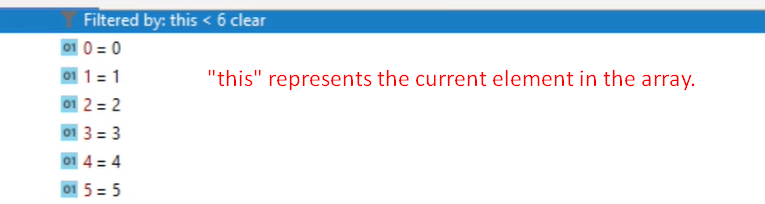 Filtered by: this < 6 clear
01 0 = 0
01 1 = 1
"this" represents the current element in the array.
01 2 = 2
01 3 = 3
01 4 = 4
01 5 = 5